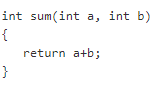 int sum(int a, int b)
{
   return a+b;
}